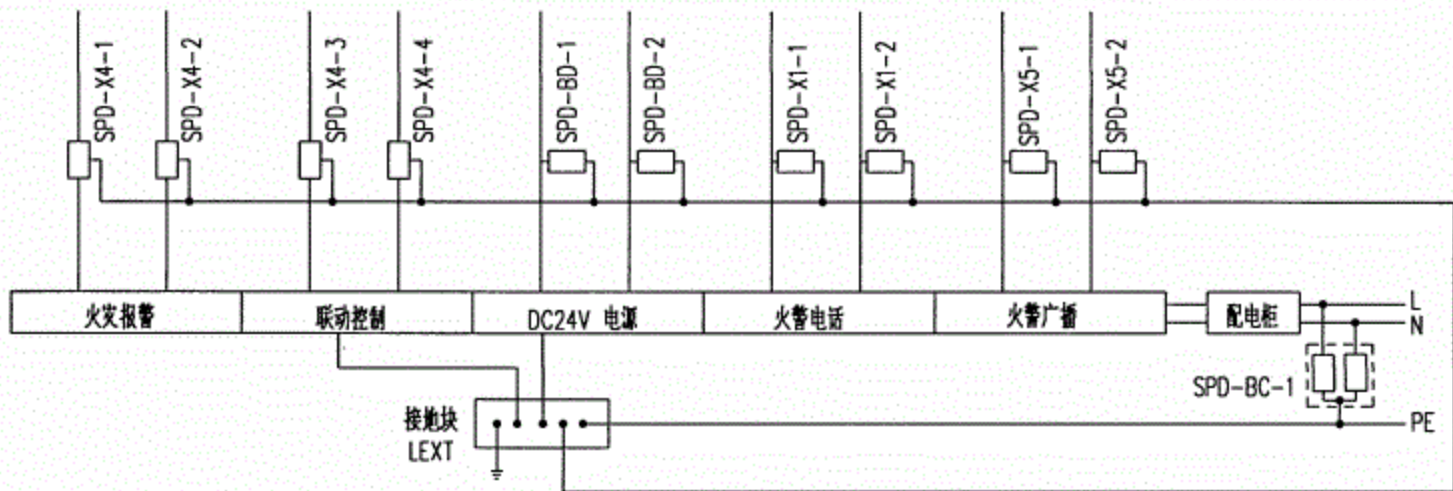 SPD-X4-1
SPD-X4-2
SPD-X4-3
SPD-X4-4
SPD-BD-1
SPD-BD-2
SPD-X1-1
SPD-X1-2
SPD-X5-1
SPD-X5-2
火灾报警
联动控制
DC24V 电源
火警电话
火警广播
配电柜
L
N
SPD-BC-1
接地块
LEXT
PE